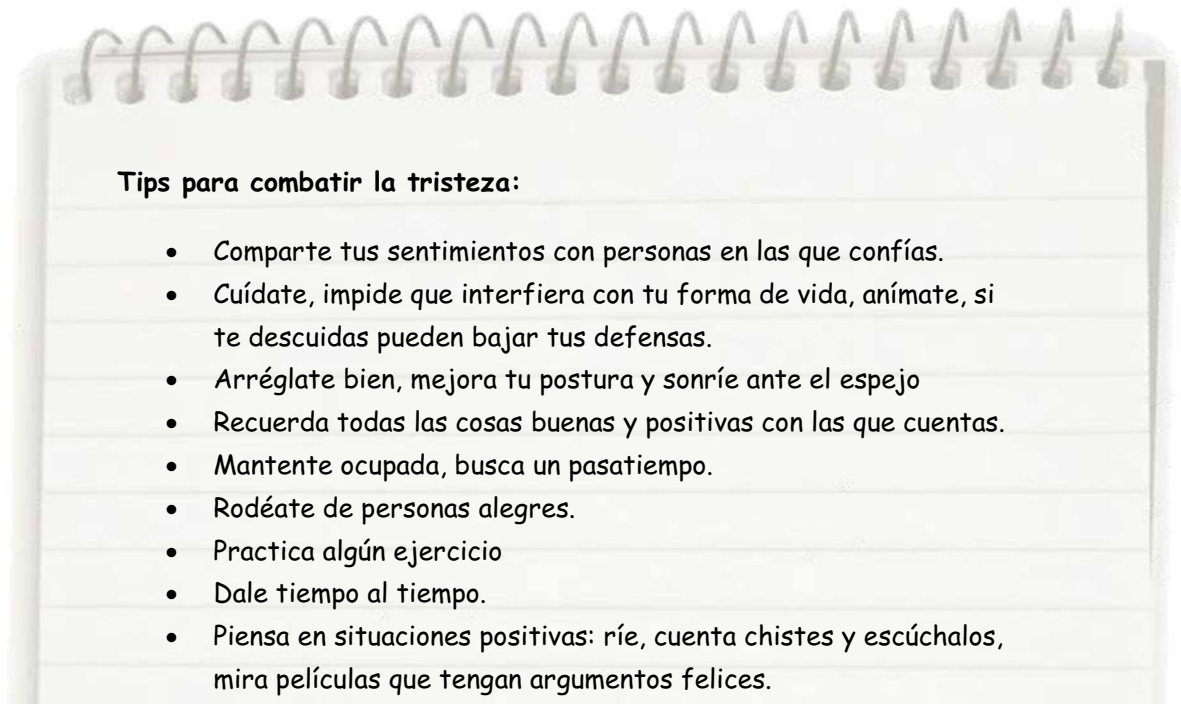 Tips para combatir la tristeza:
• Comparte tus sentimientos con personas en las que confías.
• Cuídate, impide que interfiera con tu forma de vida, anímate, si
te descuidas pueden bajar tus defensas.
• Arréglate bien, mejora tu postura y sonríe ante el espejo
• Recuerda todas las cosas buenas y positivas con las que cuentas.
• Mantente ocupada, busca un pasatiempo.
• Rodéate de personas alegres.
• Practica algún ejercicio
• Dale tiempo al tiempo.
• Piensa en situaciones positivas: ríe, cuenta chistes y escúchalos,
mira películas que tengan argumentos felices.